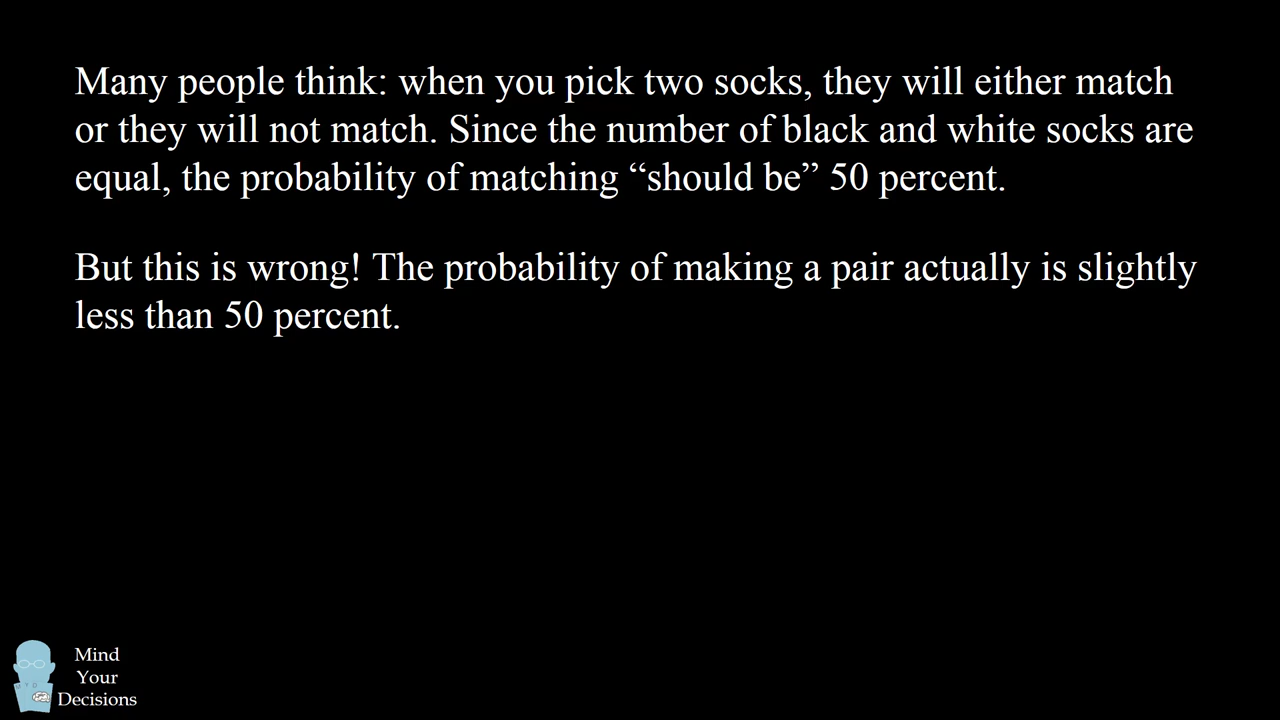 Many people think: when you pick two socks, they will either match
or they will not match. Since the number of black and white socks are
equal, the probability of matching “should be” 50 percent.
But this is wrong! The probability of making a pair actually is slightly
less than 50 percent.
Mind
Your
Decisions